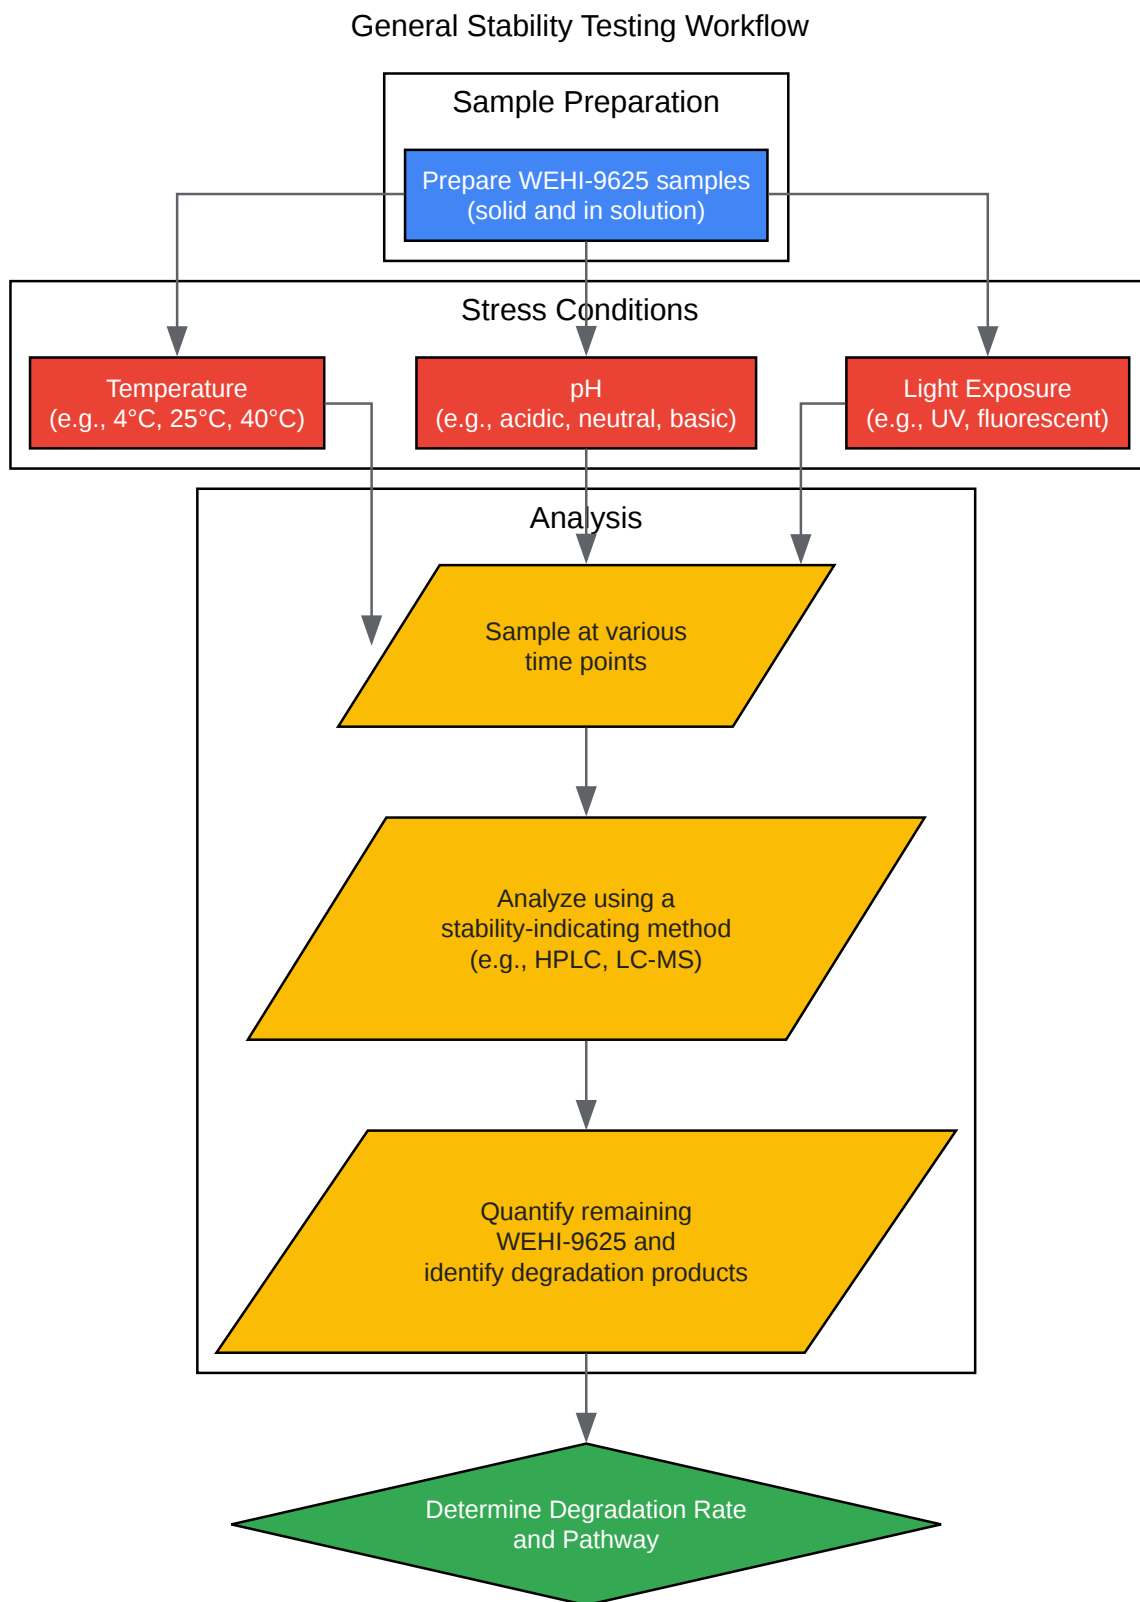 General Stability Testing Workflow
Sample Preparation
Prepare WEHI-9625 samples
(solid and in solution)
Stress Conditions
Temperature
(e.g., 4°C, 25°C, 40°C)
pH
(e.g., acidic, neutral, basic)
Light Exposure
(e.g., UV, fluorescent)
Analysis
Sample at various
time points
Analyze using a
stability-indicating method
(e.g., HPLC, LC-MS)
Quantify remaining
WEHI-9625 and
identify degradation products
Determine Degradation Rate
and Pathway